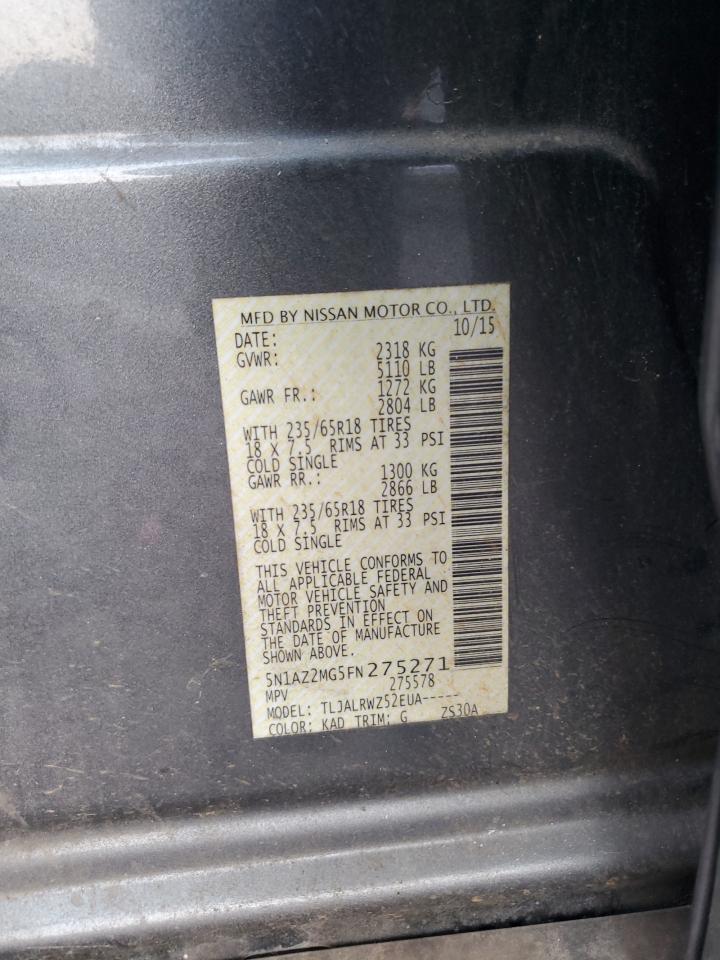 MFD BY NISSAN MOTOR CO., LTD.
DATE: 10/15
GVWR: 2318 KG
5110 LB
GAWR FR.: 1272 KG
2804 LB
WITH 235/65R18 TIRES
18 X 7.5 RIMS AT 33 PSI
COLD SINGLE
GAWR RR.: 1300 KG
2866 LB
WITH 235/65R18 TIRES
18 X 7.5 RIMS AT 33 PSI
COLD SINGLE
THIS VEHICLE CONFORMS TO
ALL APPLICABLE FEDERAL
MOTOR VEHICLE SAFETY AND
THEFT PREVENTION
STANDARDS IN EFFECT ON
THE DATE OF MANUFACTURE
SHOWN ABOVE.
5N1AZ2MG5FN275271
MPV 275578
MODEL: TLJALRWZ52EUA-----
COLOR: KAD TRIM: G ZS30A